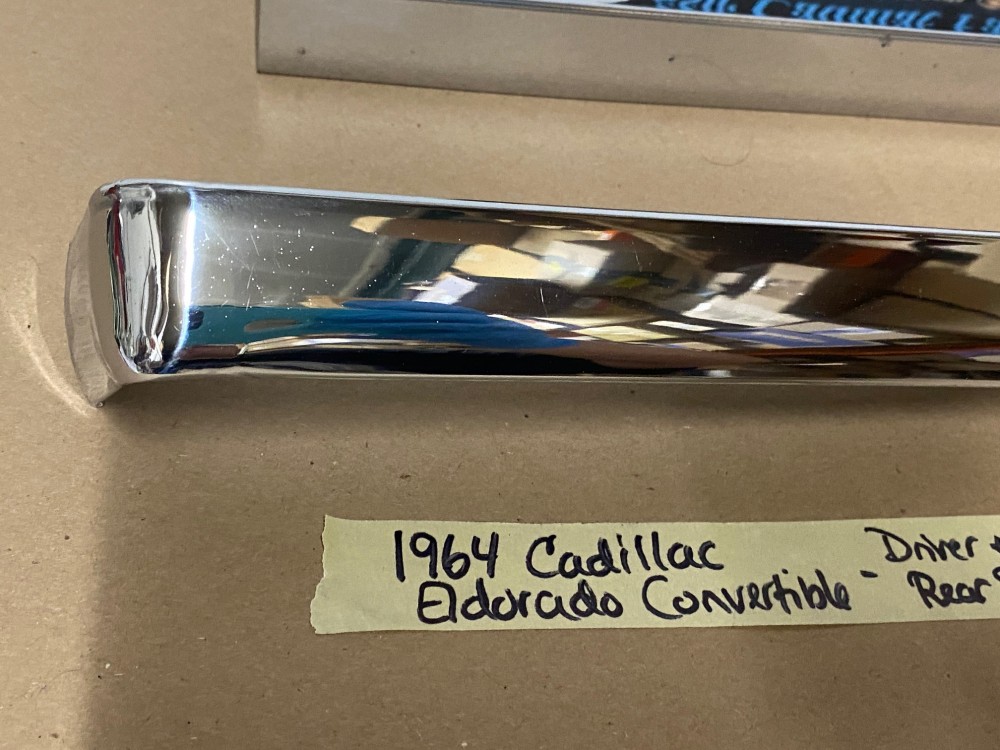 1964 Cadillac Driver
Eldorado Convertible - Rear